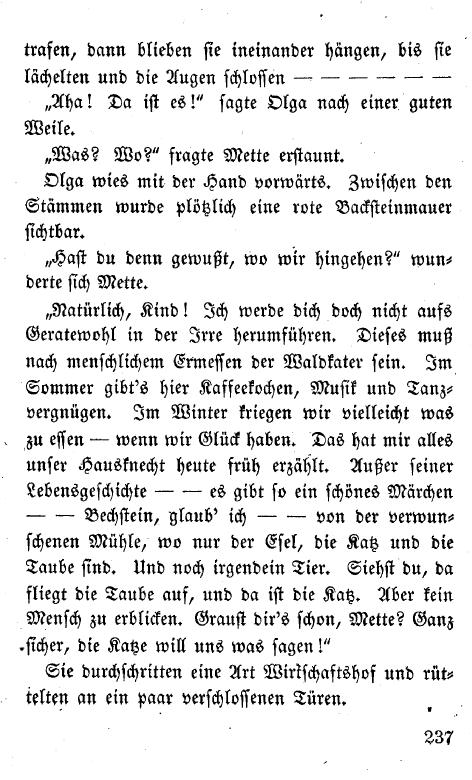 trafen, dann blieben sie ineinander hängen, bis sie
lächelten und die Augen schlossen — — — — — —
„Aha! Da ist es!“ sagte Olga nach einer guten
Weile.
„Was? Wo?“ fragte Mette erstaunt.
Olga wies mit der Hand vorwärts. Zwischen den
Stämmen wurde plötzlich eine rote Backsteinmauer
sichtbar.
„Hast du denn gewußt, wo wir hingehen?“ wun-
derte sich Mette.
„Natürlich, Kind! Ich werde dich doch nicht aufs
Geratewohl in der Irre herumführen. Dieses muß
nach menschlichem Ermessen der Waldkater sein. Im
Sommer gibt's hier Kaffeekochen, Musik und Tanz-
vergnügen. Im Winter kriegen wir vielleicht was
zu essen — wenn wir Glück haben. Das hat mir alles
unser Hausknecht heute früh erzählt. Außer seiner
Lebensgeschichte — — es gibt so ein schönes Märchen
— — Bechstein, glaub' ich — — von der verwun-
schenen Mühle, wo nur der Esel, die Katz und die
Taube sind. Und noch irgendein Tier. Siehst du, da
fliegt die Taube auf, und da ist die Katz. Aber kein
Mensch zu erblicken. Graust dir's schon, Mette? Ganz
sicher, die Katze will uns was sagen!“
Sie durchschritten eine Art Wirtschaftshof und rüt-
telten an ein paar verschlossenen Türen.
237